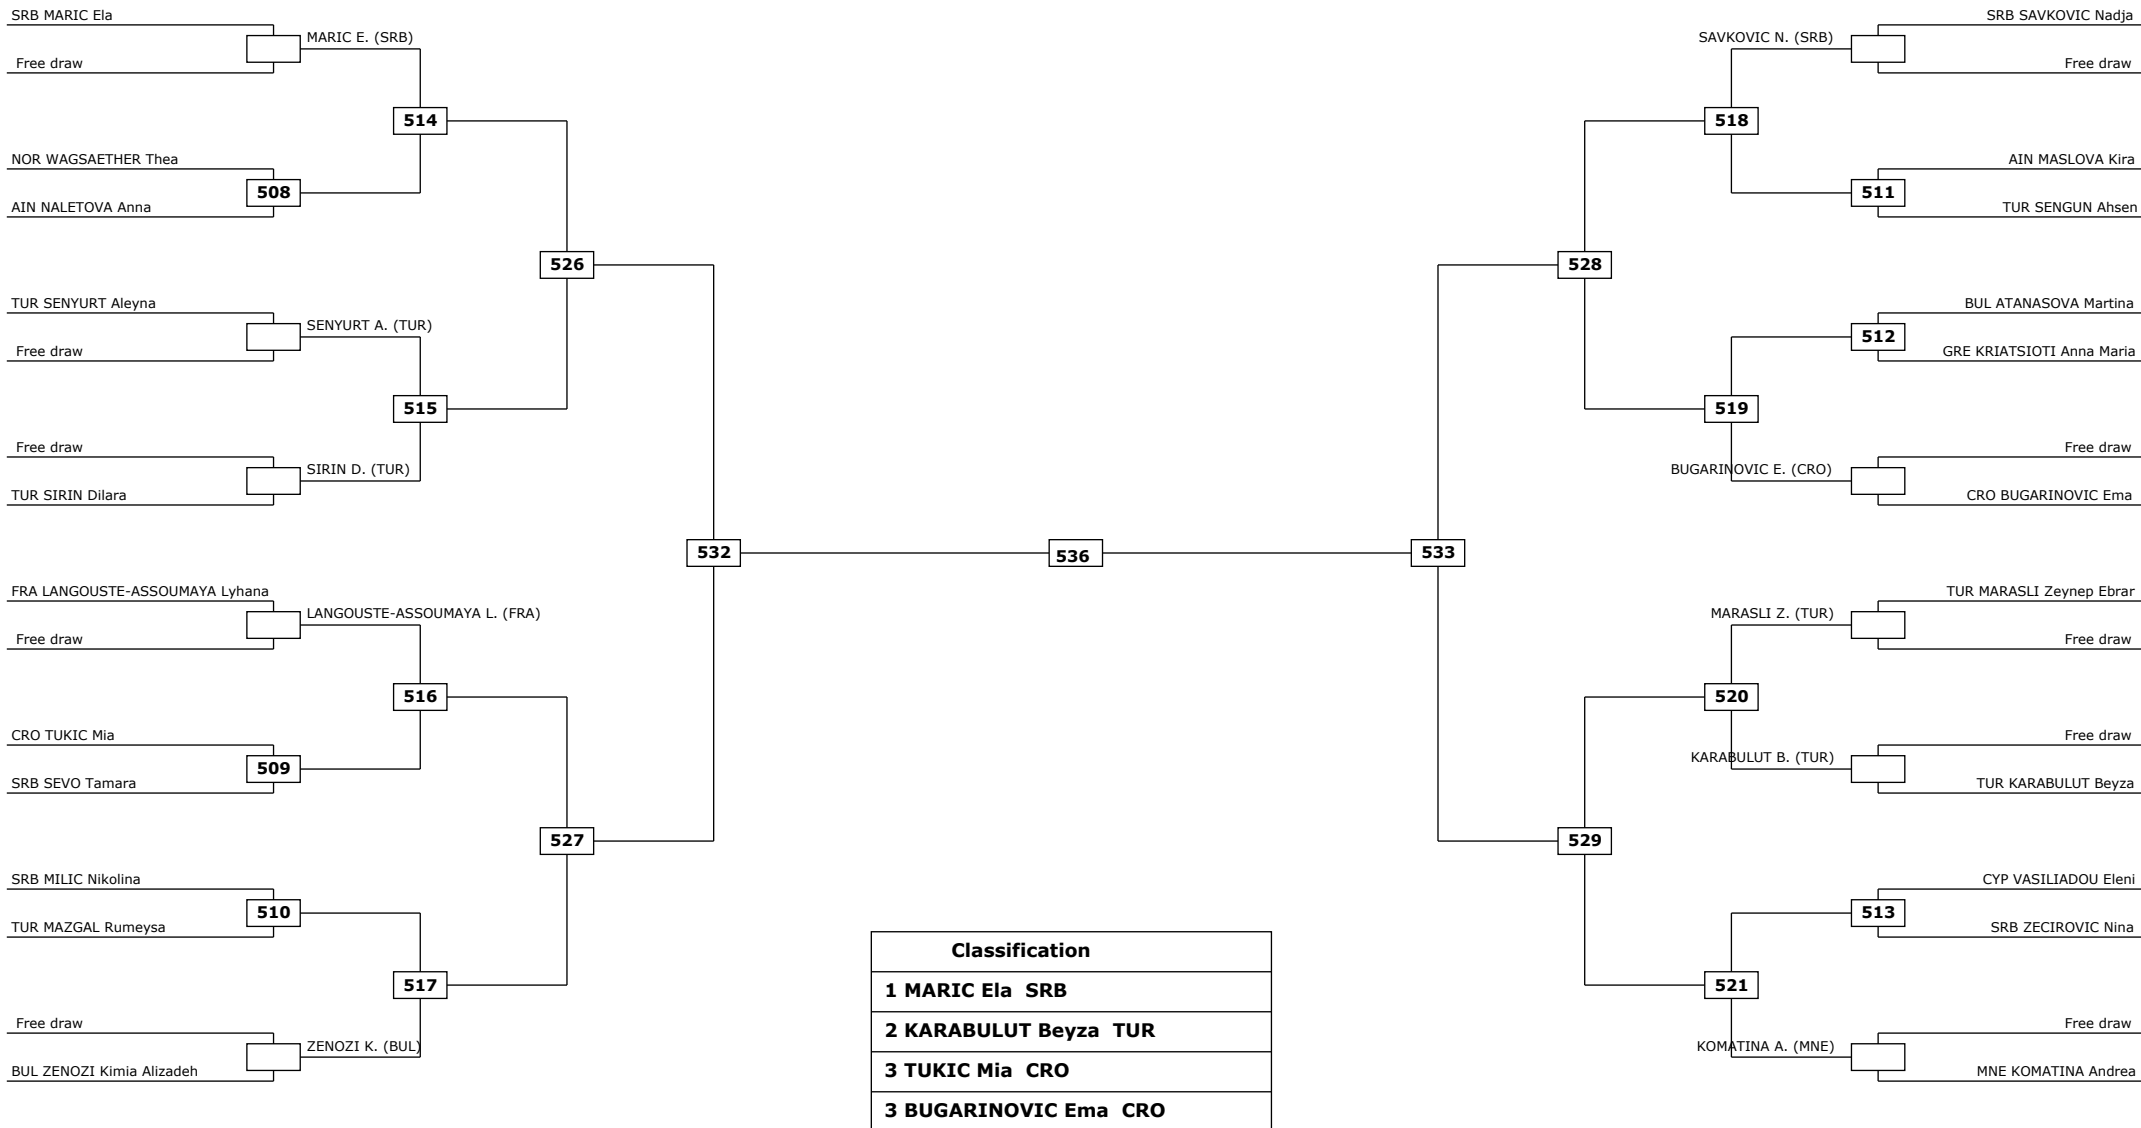 SRB MARIC Ela
MARIC E. (SRB)
Free draw
514
NOR WAGSAETHER Thea
508
AIN NALETOVA Anna
526
TUR SENYURT Aleyna
SENYURT A. (TUR)
Free draw
515
Free draw
SIRIN D. (TUR)
TUR SIRIN Dilara
532
FRA LANGOUSTE-ASSOUMAYA Lyhana
LANGOUSTE-ASSOUMAYA L. (FRA)
Free draw
516
CRO TUKIC Mia
509
SRB SEVO Tamara
527
SRB MILIC Nikolina
510
TUR MAZGAL Rumeysa
517
Free draw
ZENOZI K. (BUL)
BUL ZENOZI Kimia Alizadeh
536
SRB SAVKOVIC Nadja
SAVKOVIC N. (SRB)
Free draw
518
AIN MASLOVA Kira
511
TUR SENGUN Ahsen
528
BUL ATANASOVA Martina
512
GRE KRIATSIOTI Anna Maria
519
Free draw
BUGARINOVIC E. (CRO)
CRO BUGARINOVIC Ema
533
TUR MARASLI Zeynep Ebrar
MARASLI Z. (TUR)
Free draw
520
Free draw
KARABULUT B. (TUR)
TUR KARABULUT Beyza
529
CYP VASILIADOU Eleni
513
SRB ZECIROVIC Nina
521
Free draw
KOMATINA A. (MNE)
MNE KOMATINA Andrea
Classification
1 MARIC Ela SRB
2 KARABULUT Beyza TUR
3 TUKIC Mia CRO
3 BUGARINOVIC Ema CRO